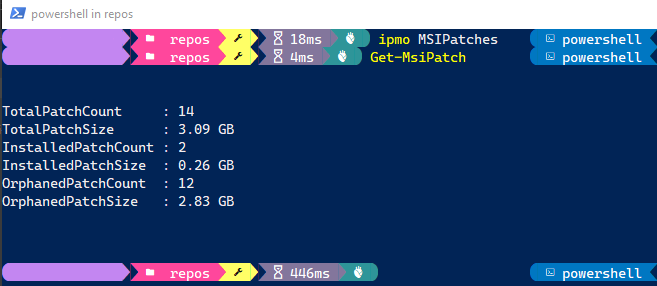 powershell in repos
repos 18ms ipmo MSIPatches powershell
repos 4ms Get-MsiPatch powershell
TotalPatchCount : 14
TotalPatchSize : 3.09 GB
InstalledPatchCount : 2
InstalledPatchSize : 0.26 GB
OrphanedPatchCount : 12
OrphanedPatchSize : 2.83 GB
repos 446ms powershell